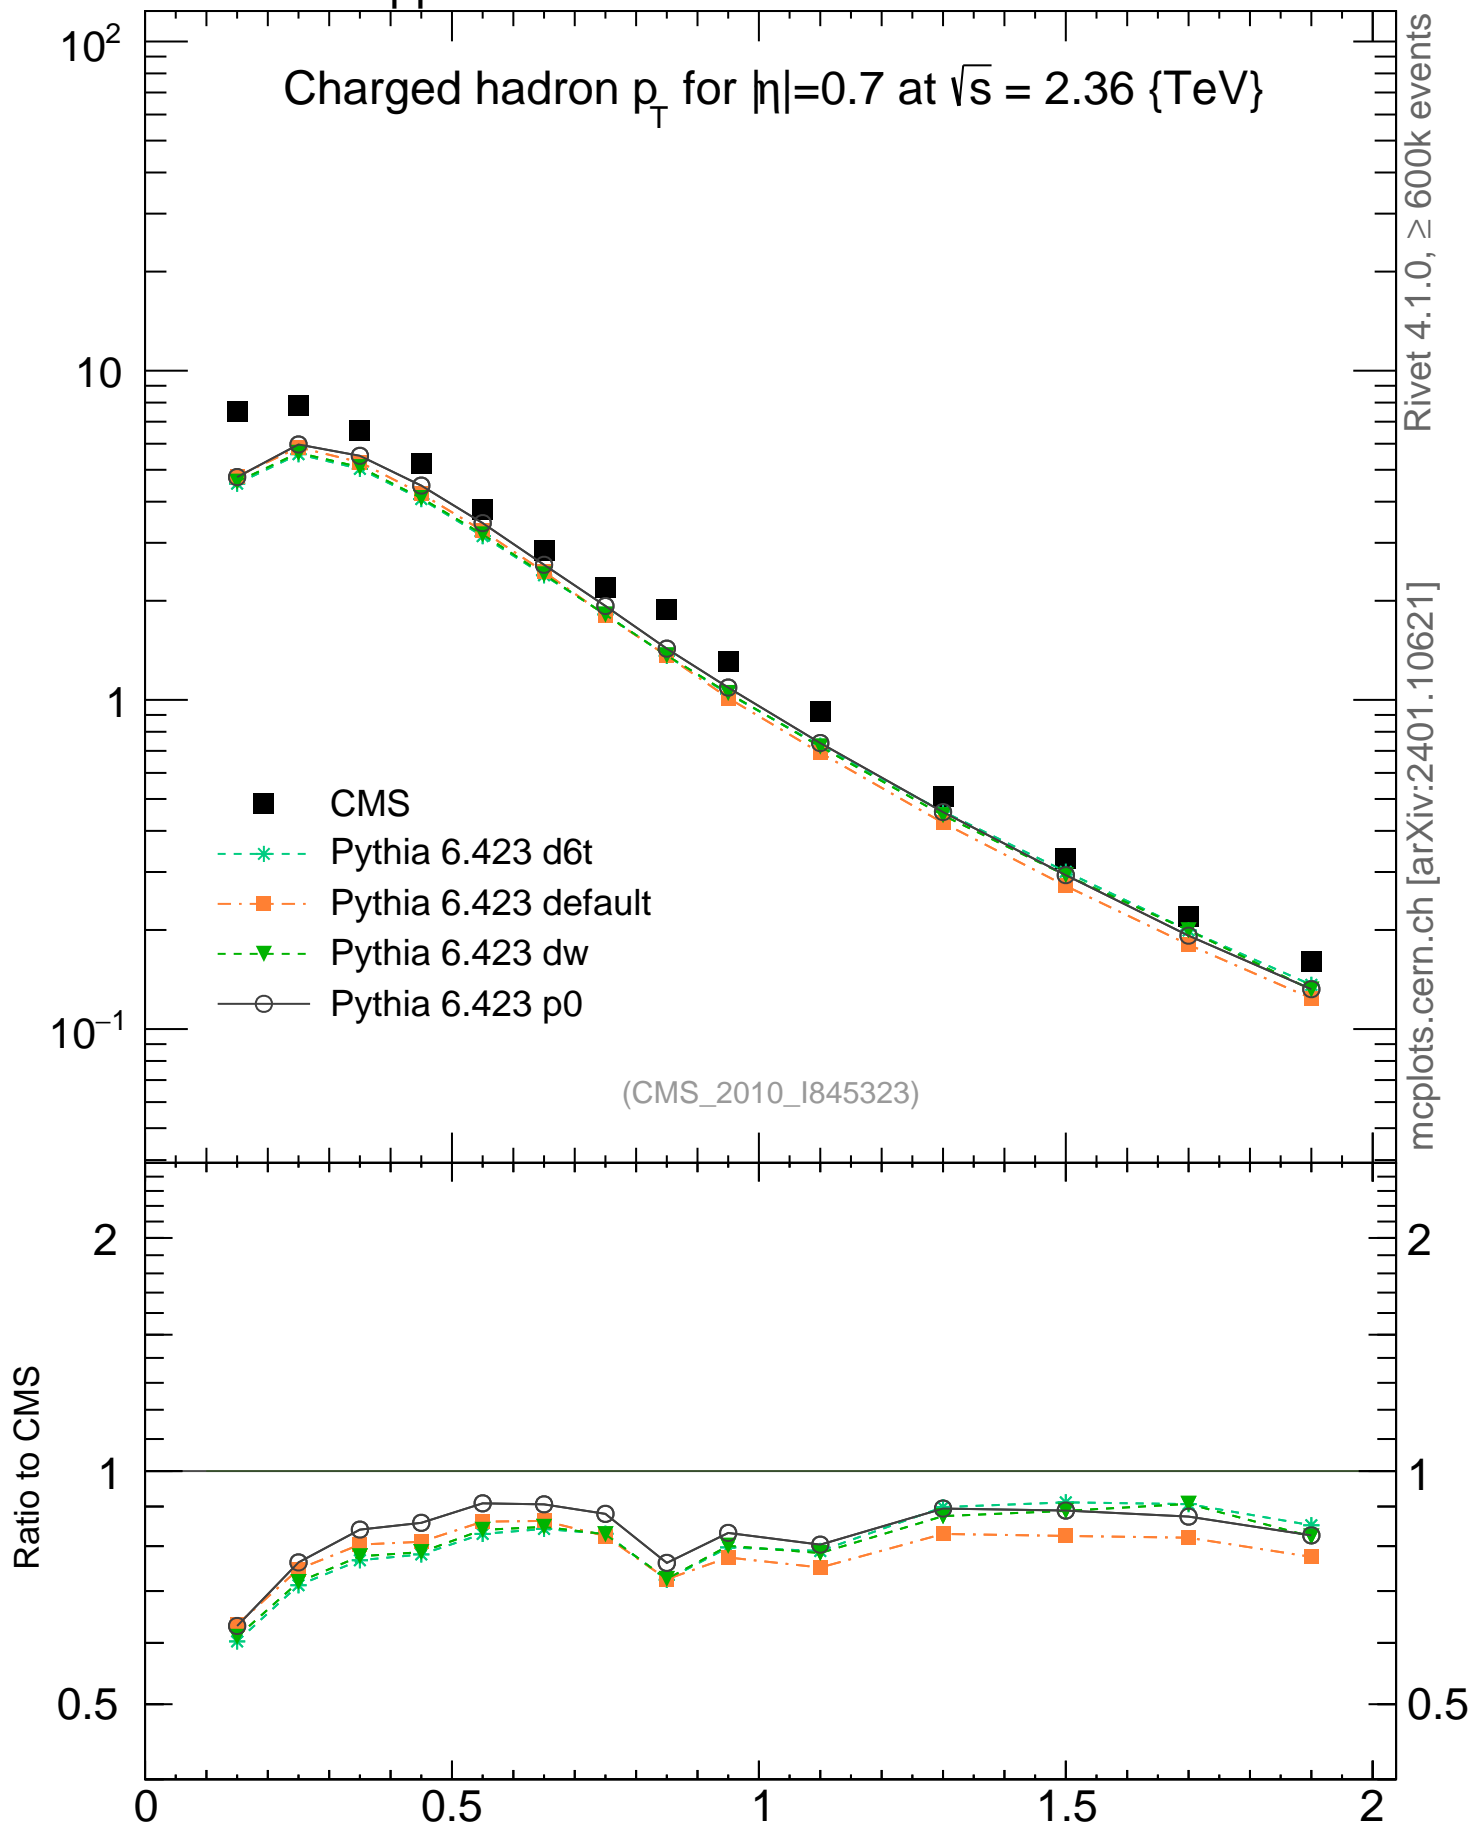 Charged hadron p_T for |η|=0.7 at √s = 2.36 {TeV}
10²
10
1
10⁻¹
CMS
Pythia 6.423 d6t
Pythia 6.423 default
Pythia 6.423 dw
Pythia 6.423 p0
(CMS_2010_I845323)
Rivet 4.1.0, ≥ 600k events
mcplots.cern.ch [arXiv:2401.10621]
Ratio to CMS
2
1
0.5
2
1
0.5
0
0.5
1
1.5
2